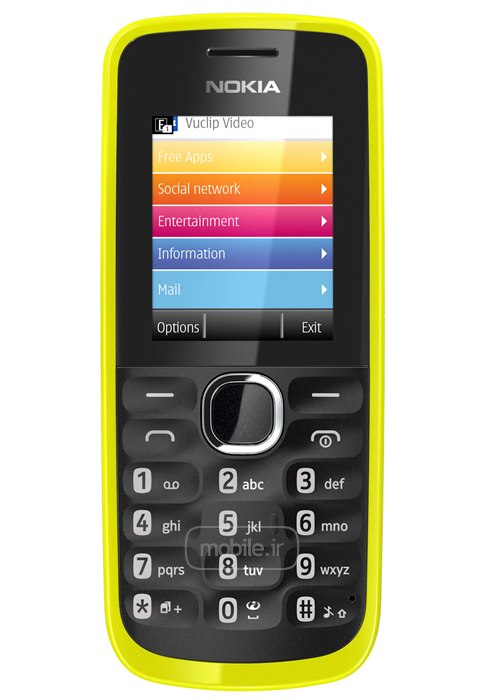 NOKIA
Vuclip Video
Free Apps
Social network
Entertainment
Information
Mail
Options Exit
1 2 abc 3 def
4 ghi 5 jkl 6 mno
mobile.ir
7 pqrs 8 tuv 9 wxyz
* + 0 #